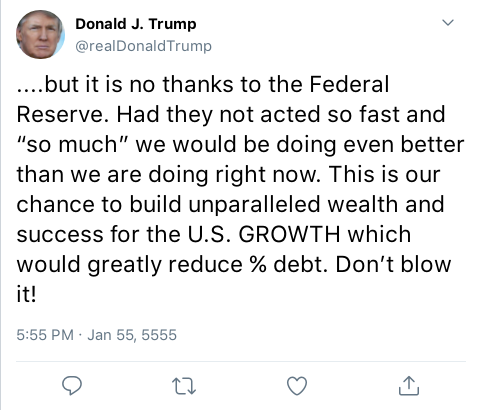 Donald J. Trump
@realDonaldTrump
....but it is no thanks to the Federal
Reserve. Had they not acted so fast and
“so much” we would be doing even better
than we are doing right now. This is our
chance to build unparalleled wealth and
success for the U.S. GROWTH which
would greatly reduce % debt. Don’t blow
it!
5:55 PM · Jan 55, 5555